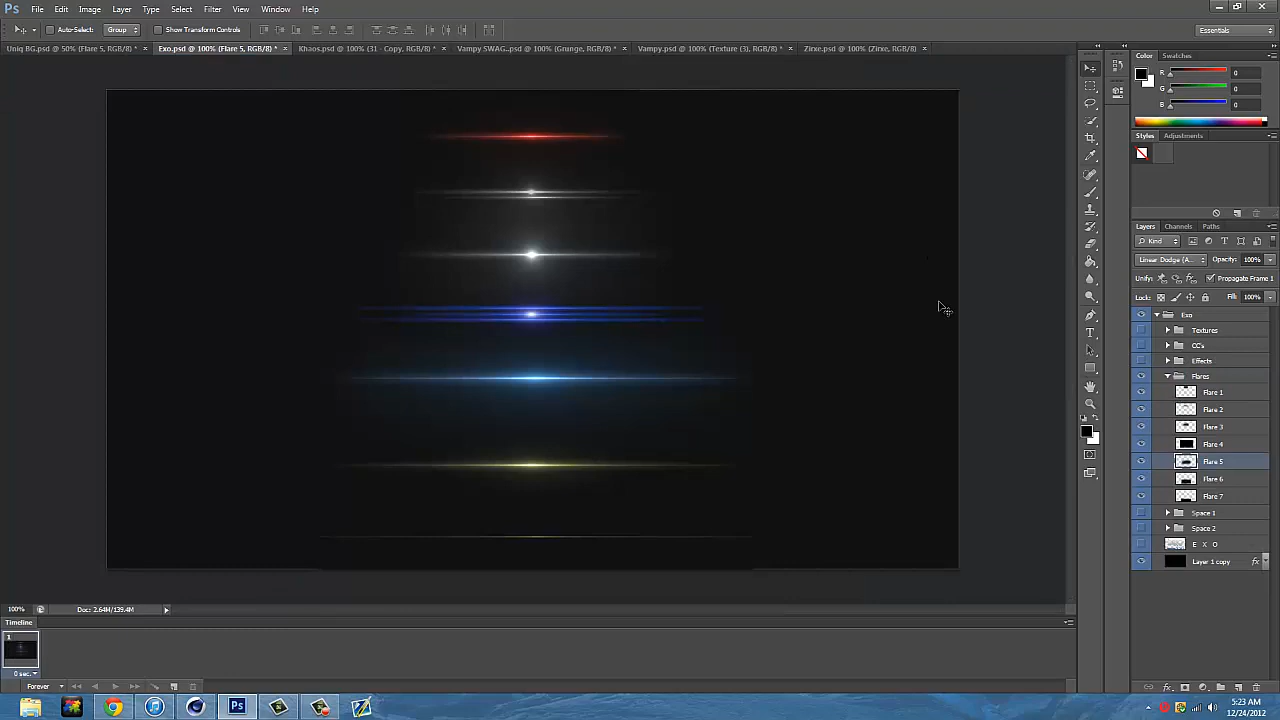 Ps File Edit Image Layer Type Select Filter 3D View Window Help
Auto-Select: Group Show Transform Controls Essentials
Uniq BG.psd @ 50% (Flare 5, RGB/8) * × Exo.psd @ 100% (Flare 5, RGB/8) * × Khaos.psd @ 100% (31 - Copy, RGB/8) * × Vampy SWAG..psd @ 100% (Grunge, RGB/8) * × Vampy.psd @ 100% (Texture (3), RGB/8) * × Zirxe.psd @ 100% (Zirxe, RGB/8) ×
Color Swatches
R 0
G 0
B 0
Styles Adjustments
Layers Channels Paths
Kind
Linear Dodge (A... Opacity: 100%
Unify: Propagate Frame 1
Lock: Fill: 100%
Exo
Textures
CC's
Effects
Flares
Flare 1
Flare 2
Flare 3
Flare 4
Flare 5
Flare 6
Flare 7
Space 1
Space 2
E X O
Layer 1 copy fx
100% Doc: 2.64M/139.4M
Timeline
1
0 sec.
Forever
Ps
5:23 AM
12/24/2012